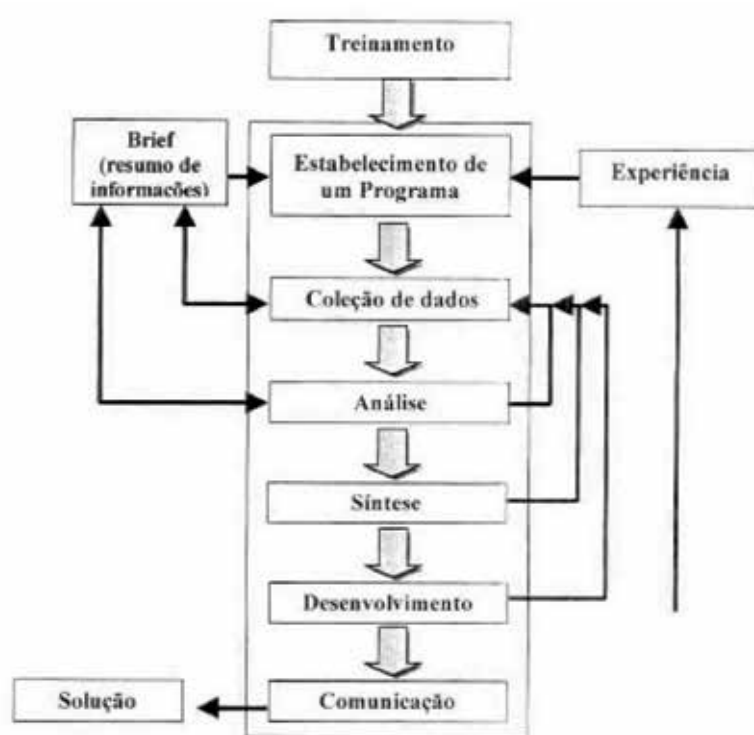 Treinamento
Brief
(resumo de
informações)
Estabelecimento de
um Programa
Experiência
Coleção de dados
Análise
Síntese
Desenvolvimento
Solução
Comunicação